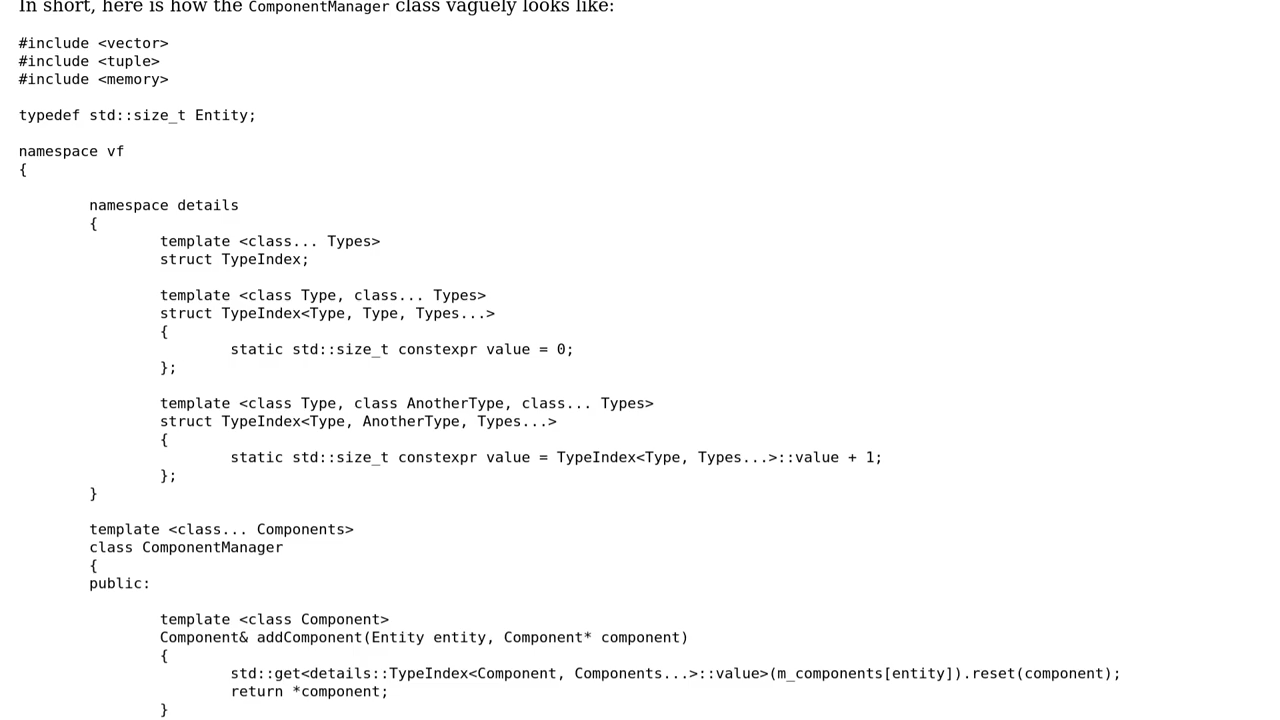 In short, here is how the ComponentManager class vaguely looks like:
#include <vector>
#include <tuple>
#include <memory>
typedef std::size_t Entity;
namespace vf
{
namespace details
{
template <class... Types>
struct TypeIndex;
template <class Type, class... Types>
struct TypeIndex<Type, Type, Types...>
{
static std::size_t constexpr value = 0;
};
template <class Type, class AnotherType, class... Types>
struct TypeIndex<Type, AnotherType, Types...>
{
static std::size_t constexpr value = TypeIndex<Type, Types...>::value + 1;
};
}
template <class... Components>
class ComponentManager
{
public:
template <class Component>
Component& addComponent(Entity entity, Component* component)
{
std::get<details::TypeIndex<Component, Components...>::value>(m_components[entity]).reset(component);
return *component;
}